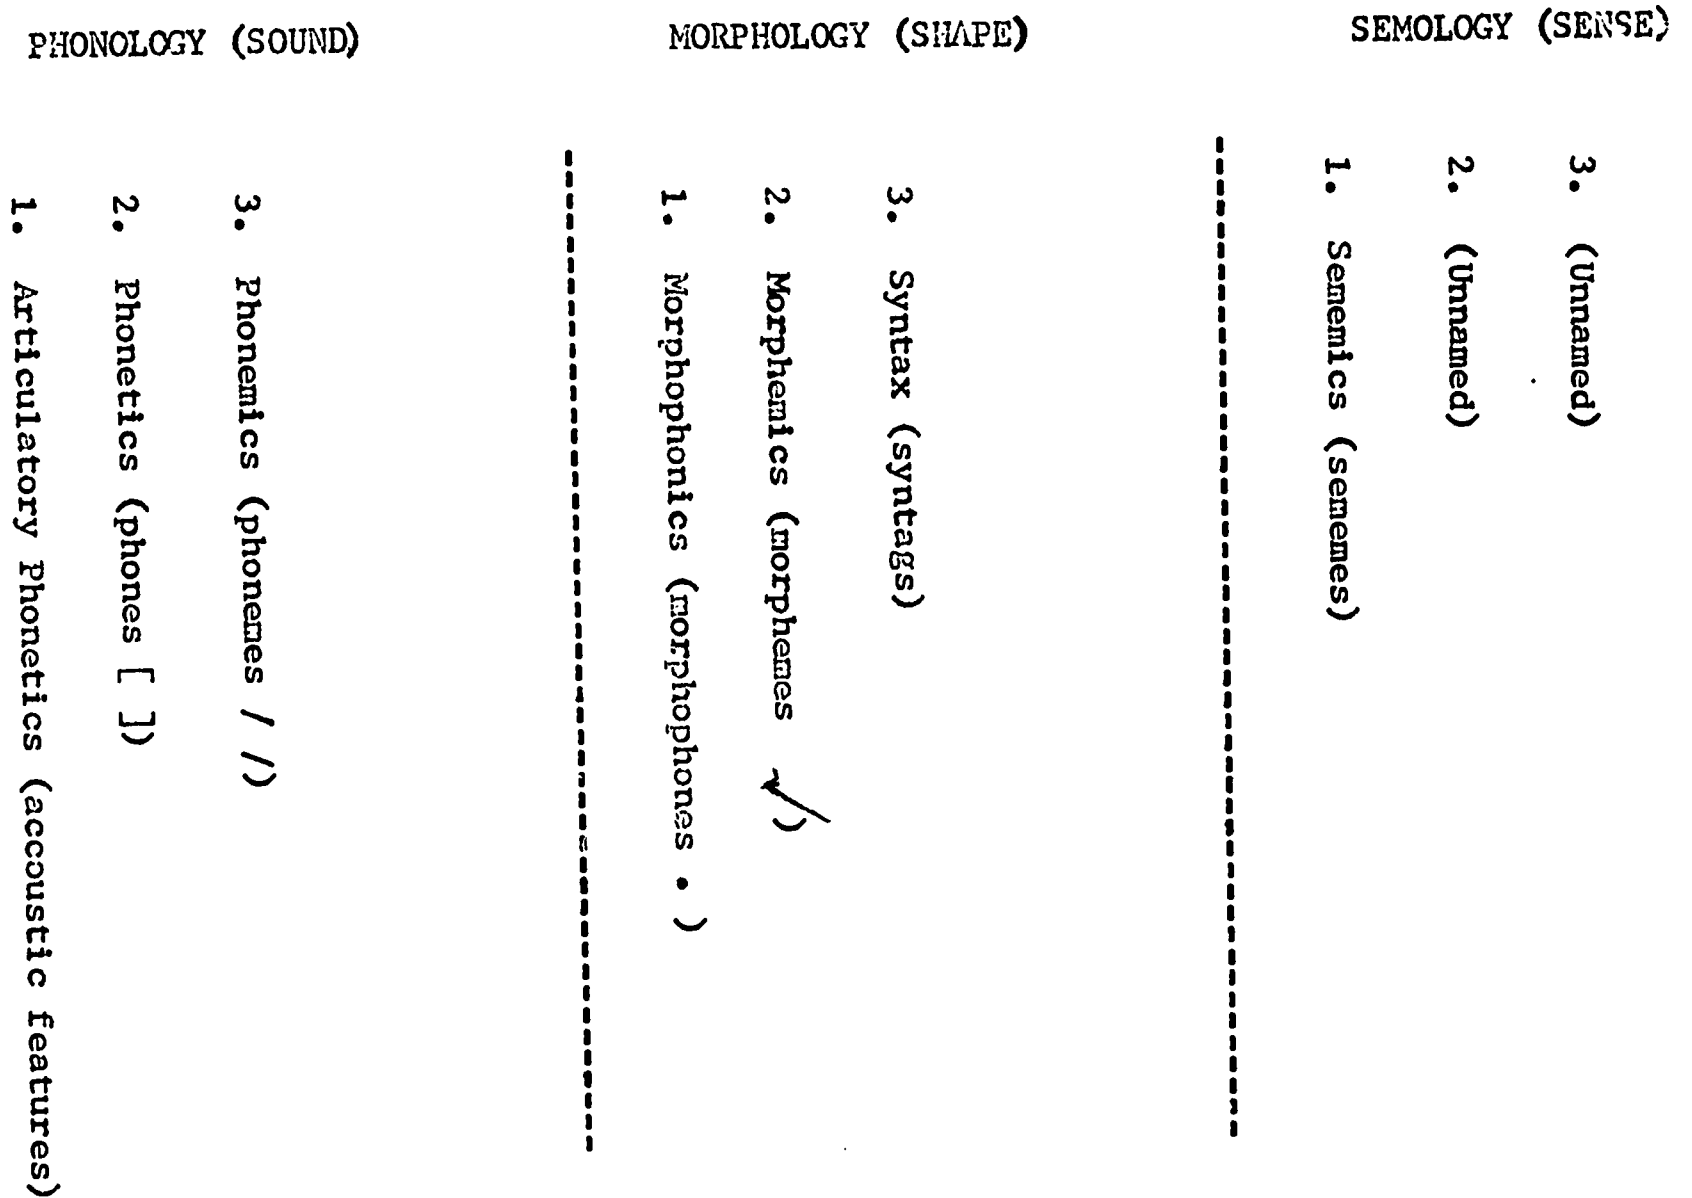 SEMOLOGY (SENSE)
3. (Unnamed)
2. (Unnamed)
1. Sememics (sememes)
MORPHOLOGY (SHAPE)
3. Syntax (syntags)
2. Morphemics (morphemes √)
1. Morphophonics (morphophones • )
PHONOLOGY (SOUND)
3. Phonemics (phonemes / /)
2. Phonetics (phones [ ])
1. Articulatory Phonetics (accoustic features)